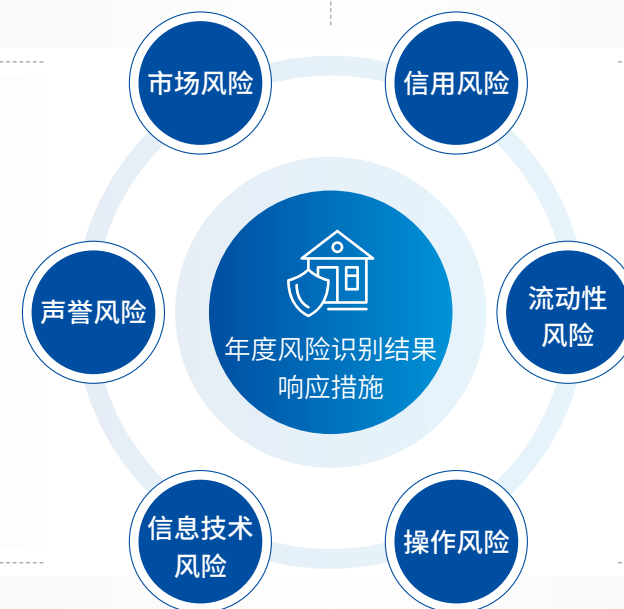 市场风险
信用风险
声誉风险
年度风险识别结果
响应措施
流动性
风险
信息技术
风险
操作风险